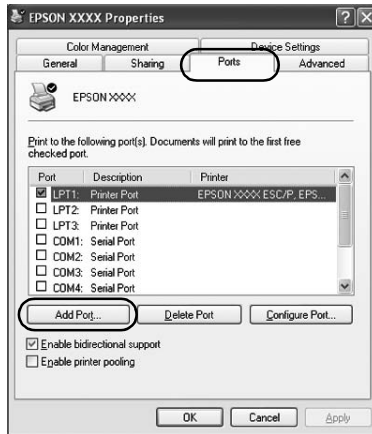 EPSON XXXX Properties
Color Management
Device Settings
General
Sharing
Ports
Advanced
EPSON XXXX
Print to the following port(s). Documents will print to the first free
checked port.
Port Description Printer
LPT1: Printer Port EPSON XXXX ESC/P, EPS...
LPT2: Printer Port
LPT3: Printer Port
COM1: Serial Port
COM2: Serial Port
COM3: Serial Port
COM4: Serial Port
Add Port...
Delete Port
Configure Port...
Enable bidirectional support
Enable printer pooling
OK
Cancel
Apply